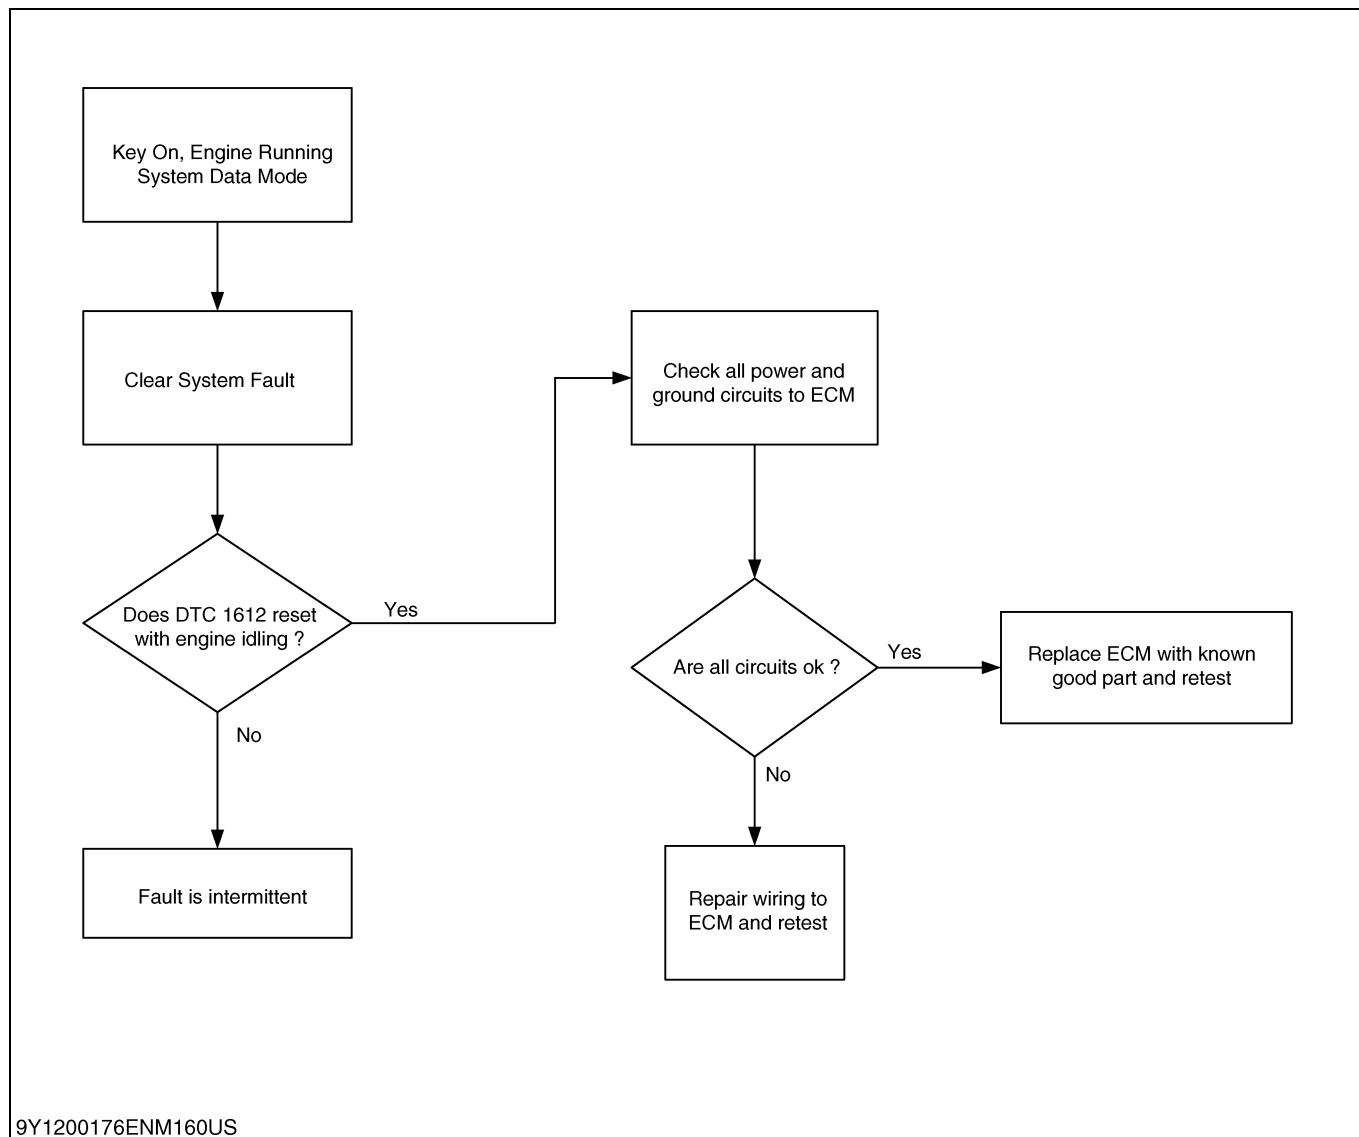 Key On, Engine Running
System Data Mode
Clear System Fault
Does DTC 1612 reset
with engine idling ?
Yes
No
Fault is intermittent
Check all power and
ground circuits to ECM
Are all circuits ok ?
Yes
Replace ECM with known
good part and retest
No
Repair wiring to
ECM and retest
9Y1200176ENM160US